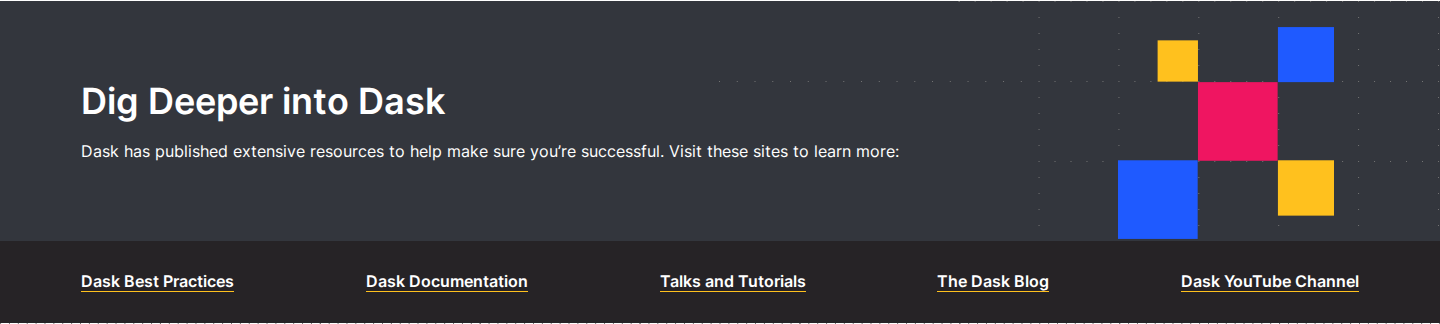 Dig Deeper into Dask
Dask has published extensive resources to help make sure you’re successful. Visit these sites to learn more:
Dask Best Practices
Dask Documentation
Talks and Tutorials
The Dask Blog
Dask YouTube Channel